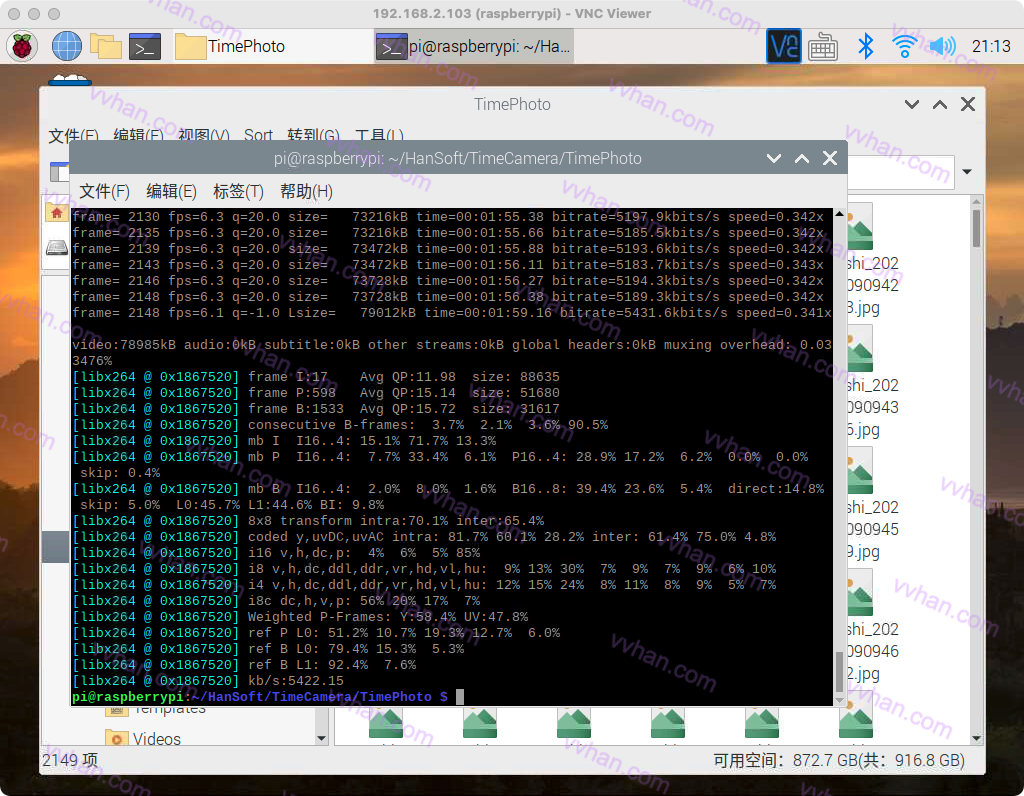 192.168.2.103 (raspberrypi) - VNC Viewer
TimePhoto
pi@raspberrypi: ~/Ha...
21:13
TimePhoto
文件(F) 编辑(E) 视图(V) Sort 转到(G) 工具(L)
pi@raspberrypi: ~/HanSoft/TimeCamera/TimePhoto
文件(F) 编辑(E) 标签(T) 帮助(H)
frame= 2130 fps=6.3 q=20.0 size=   73216kB time=00:01:55.38 bitrate=5197.9kbits/s speed=0.342x
frame= 2135 fps=6.3 q=20.0 size=   73216kB time=00:01:55.66 bitrate=5185.5kbits/s speed=0.342x
frame= 2139 fps=6.3 q=20.0 size=   73472kB time=00:01:55.88 bitrate=5193.6kbits/s speed=0.342x
frame= 2143 fps=6.3 q=20.0 size=   73472kB time=00:01:56.11 bitrate=5183.7kbits/s speed=0.343x
frame= 2146 fps=6.3 q=20.0 size=   73728kB time=00:01:56.27 bitrate=5194.3kbits/s speed=0.342x
frame= 2148 fps=6.3 q=20.0 size=   73728kB time=00:01:56.38 bitrate=5189.3kbits/s speed=0.342x
frame= 2148 fps=6.1 q=-1.0 Lsize=   79012kB time=00:01:59.16 bitrate=5431.6kbits/s speed=0.341x
video:78985kB audio:0kB subtitle:0kB other streams:0kB global headers:0kB muxing overhead: 0.03
3476%
[libx264 @ 0x1867520] frame I:17    Avg QP:11.98  size: 88635
[libx264 @ 0x1867520] frame P:598   Avg QP:15.14  size: 51680
[libx264 @ 0x1867520] frame B:1533  Avg QP:15.72  size: 31617
[libx264 @ 0x1867520] consecutive B-frames:  3.7%  2.1%  3.6% 90.5%
[libx264 @ 0x1867520] mb I  I16..4: 15.1% 71.7% 13.3%
[libx264 @ 0x1867520] mb P  I16..4:  7.7% 33.4%  6.1%  P16..4: 28.9% 17.2%  6.2%  0.0%  0.0%
skip: 0.4%
[libx264 @ 0x1867520] mb B  I16..4:  2.0%  8.0%  1.6%  B16..8: 39.4% 23.6%  5.4%  direct:14.8%
skip: 5.0%  L0:45.7% L1:44.6% BI: 9.8%
[libx264 @ 0x1867520] 8x8 transform intra:70.1% inter:65.4%
[libx264 @ 0x1867520] coded y,uvDC,uvAC intra: 81.7% 60.1% 28.2% inter: 61.4% 75.0% 4.8%
[libx264 @ 0x1867520] i16 v,h,dc,p:  4%  6%  5% 85%
[libx264 @ 0x1867520] i8 v,h,dc,ddl,ddr,vr,hd,vl,hu:  9% 13% 30%  7%  9%  7%  9%  6% 10%
[libx264 @ 0x1867520] i4 v,h,dc,ddl,ddr,vr,hd,vl,hu: 12% 15% 24%  8% 11%  8%  9%  5%  7%
[libx264 @ 0x1867520] i8c dc,h,v,p: 56% 20% 17%  7%
[libx264 @ 0x1867520] Weighted P-Frames: Y:58.4% UV:47.8%
[libx264 @ 0x1867520] ref P L0: 51.2% 10.7% 19.3% 12.7%  6.0%
[libx264 @ 0x1867520] ref B L0: 79.4% 15.3%  5.3%
[libx264 @ 0x1867520] ref B L1: 92.4%  7.6%
[libx264 @ 0x1867520] kb/s:5422.15
pi@raspberrypi:~/HanSoft/TimeCamera/TimePhoto $
shi_202
090942
3.jpg
shi_202
090943
6.jpg
shi_202
090945
9.jpg
shi_202
090946
2.jpg
Templates
Videos
2149 项
可用空间：872.7 GB(共：916.8 GB)
vvhan.com